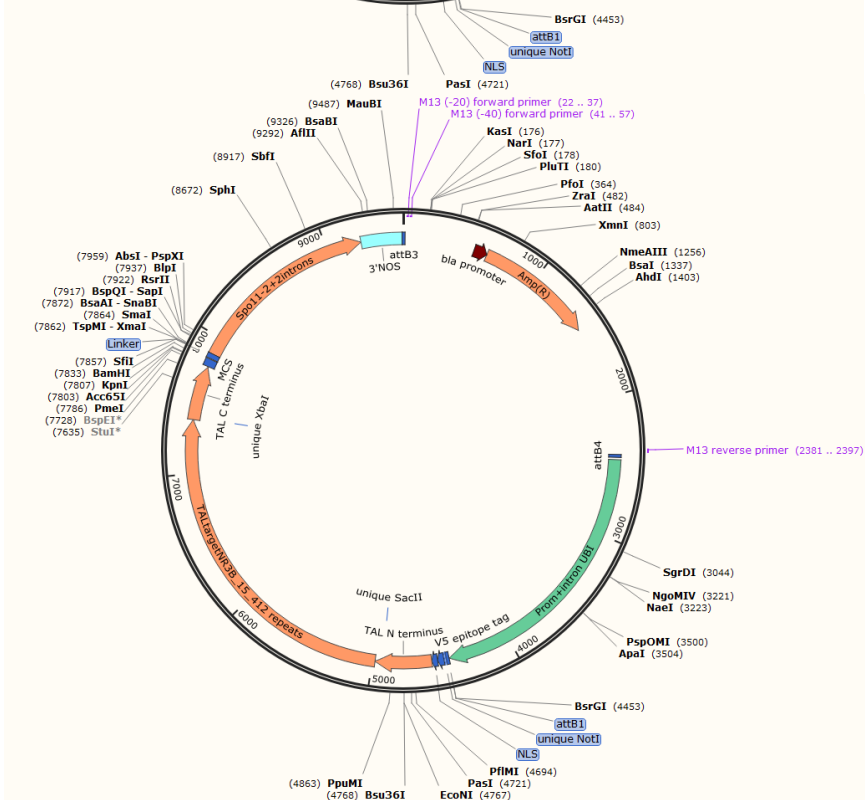 BsrGI (4453)
attB1
unique NotI
NLS
(4768) Bsu36I
PasI (4721)
M13 (-20) forward primer (22 .. 37)
M13 (-40) forward primer (41 .. 57)
(9487) MauBI
(9326) BsaBI
(9292) AflII
(8917) SbfI
(8672) SphI
KasI (176)
NarI (177)
SfoI (178)
PluTI (180)
PfoI (364)
ZraI (482)
AatII (484)
XmnI (803)
NmeAIII (1256)
BsaI (1337)
AhdI (1403)
attB3
3'NOS
bla promoter
Amp(R)
1000
2000
3000
4000
5000
6000
7000
8000
9000
Spo11-2+2introns
(7959) AbsI - PspXI
(7937) BlpI
(7922) RsrII
(7917) BspQI - SapI
(7872) BsaAI - SnaBI
(7864) SmaI
(7862) TspMI - XmaI
Linker
(7857) SfiI
(7833) BamHI
(7807) KpnI
(7803) Acc65I
(7786) PmeI
(7728) BspEI*
(7635) StuI*
MCS
TAL C terminus
unique XbaI
attB4
M13 reverse primer (2381 .. 2397)
Prom+intron UBI
SgrDI (3044)
NgoMIV (3221)
NaeI (3223)
PspOMI (3500)
ApaI (3504)
TALtargetNR3B_15_412 repeats
unique SacII
TAL N terminus
V5 epitope tag
BsrGI (4453)
attB1
unique NotI
NLS
PflMI (4694)
PasI (4721)
EcoNI (4767)
(4863) PpuMI
(4768) Bsu36I